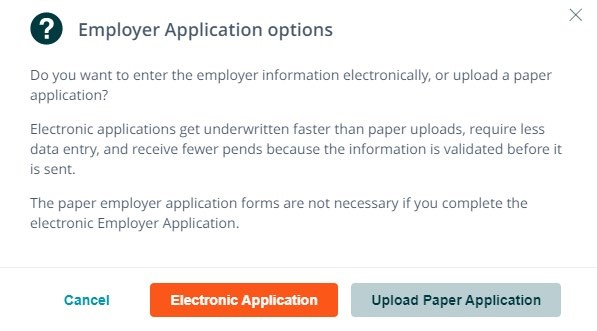 ?
Employer Application options
Do you want to enter the employer information electronically, or upload a paper
application?
Electronic applications get underwritten faster than paper uploads, require less
data entry, and receive fewer pends because the information is validated before it
is sent.
The paper employer application forms are not necessary if you complete the
electronic Employer Application.
Cancel
Electronic Application
Upload Paper Application